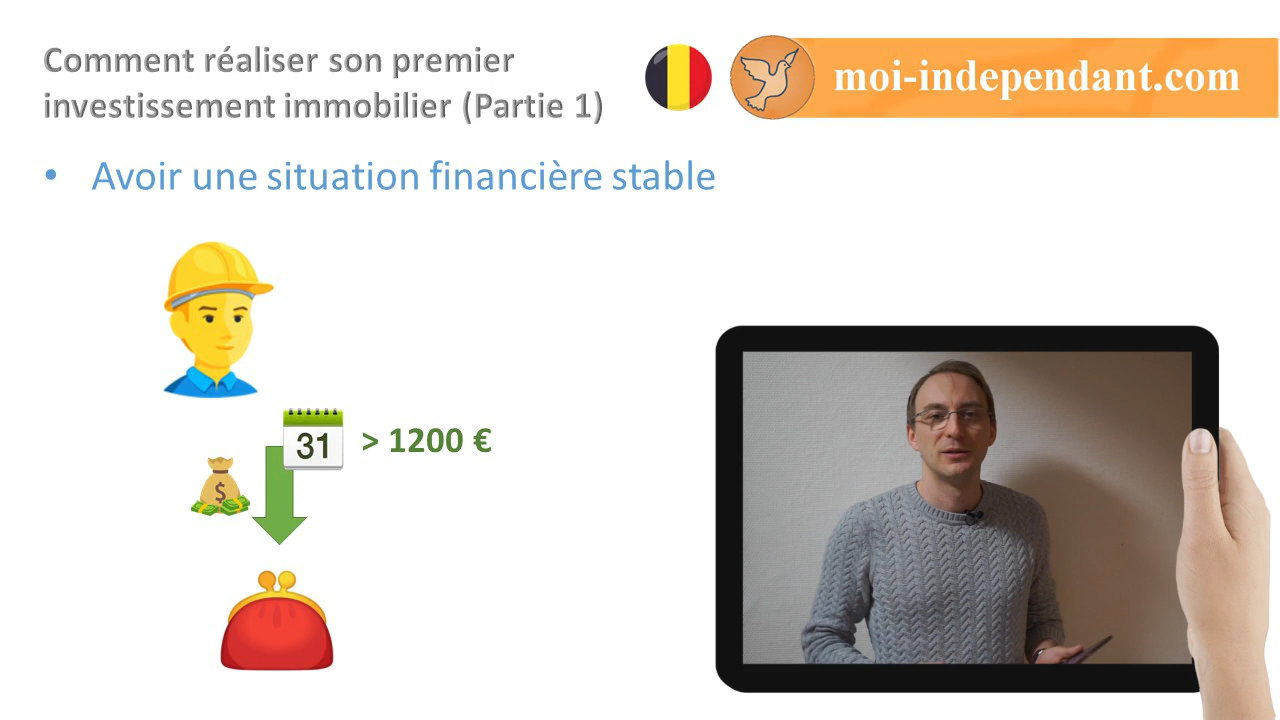 Comment réaliser son premier
investissement immobilier (Partie 1)
moi-independant.com
• Avoir une situation financière stable
31
> 1200 €
$